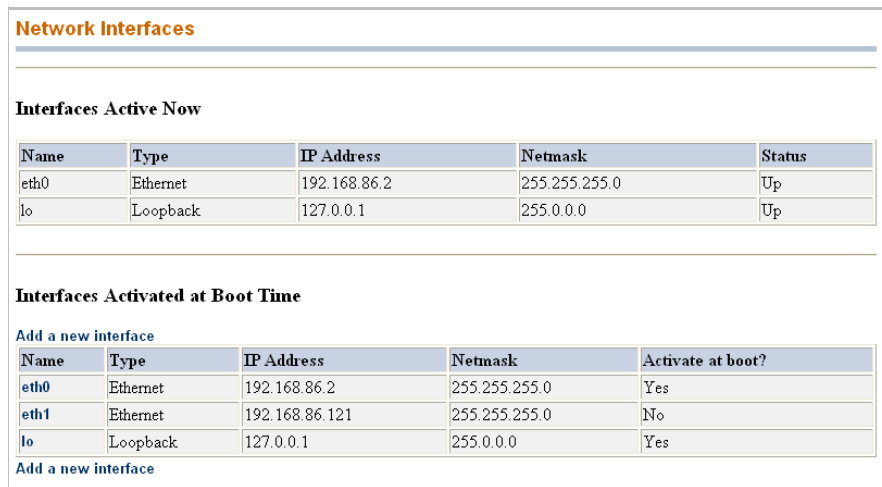 Network Interfaces
Interfaces Active Now
Name Type IP Address Netmask Status
eth0 Ethernet 192.168.86.2 255.255.255.0 Up
lo Loopback 127.0.0.1 255.0.0.0 Up
Interfaces Activated at Boot Time
Add a new interface
Name Type IP Address Netmask Activate at boot?
eth0 Ethernet 192.168.86.2 255.255.255.0 Yes
eth1 Ethernet 192.168.86.121 255.255.255.0 No
lo Loopback 127.0.0.1 255.0.0.0 Yes
Add a new interface